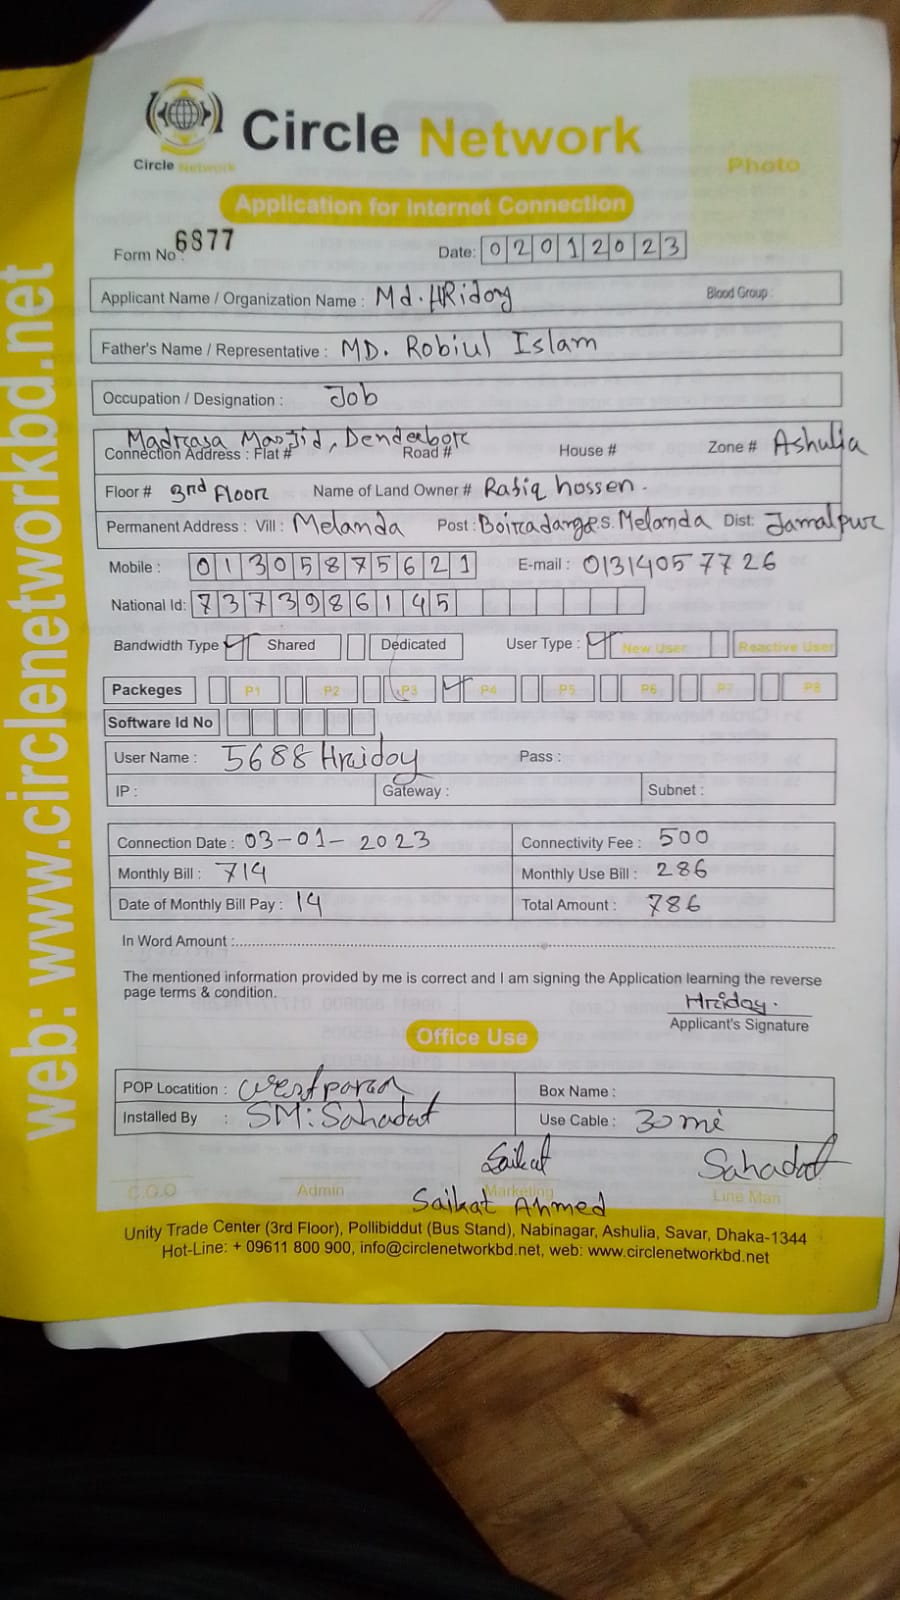 Circle Network
Circle Network
Photo
Application for Internet Connection
Form No : 6877
Date: 02012023
Applicant Name / Organization Name : Md. HRidoy
Blood Group :
Father's Name / Representative : MD. Robiul Islam
Occupation / Designation : Job
Madrasa Masjid, Denderbore
Connection Address : Flat # Road # House # Zone # Ashulia
Floor # 3rd Floor Name of Land Owner # Rafiq hossen.
Permanent Address : Vill : Melanda Post : P.S. Melanda Dist: Jamalpur
Mobile : 01305875621 E-mail : 01314057726
National Id: 7373986145
Bandwidth Type Shared Dedicated User Type : New User Reactive User
Packeges P1 P2 P3 P4 P5 P6 P7 P8
Software Id No
User Name : 5688 Hridoy Pass :
IP : Gateway : Subnet :
Connection Date : 03-01-2023 Connectivity Fee : 500
Monthly Bill : 714 Monthly Use Bill : 286
Date of Monthly Bill Pay : 14 Total Amount : 786
In Word Amount :
The mentioned information provided by me is correct and I am signing the Application learning the reverse
page terms & condition.
Hriday.
Applicant's Signature
Office Use
POP Locatition : Westparan Box Name :
Installed By : SM: Sahadat Use Cable : 30 mi
Saikat Sahadat
C.O.O Admin Marketing Line Man
Saikat Ahmed
Unity Trade Center (3rd Floor), Pollibiddut (Bus Stand), Nabinagar, Ashulia, Savar, Dhaka-1344
Hot-Line: + 09611 800 900, info@circlenetworkbd.net, web: www.circlenetworkbd.net
web: www.circlenetworkbd.net